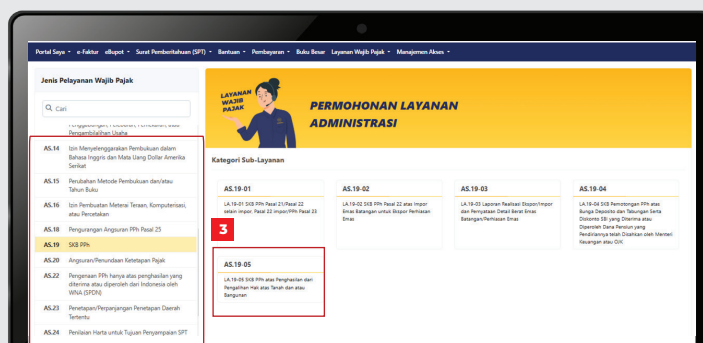 Portal Saya e-Faktur eBupot Surat Pemberitahuan (SPT) Bantuan Pembayaran Buku Besar Layanan Wajib Pajak Manajemen Akses
Jenis Pelayanan Wajib Pajak
Cari
Pengambilalihan Usaha
AS.14 Izin Menyelenggarakan Pembukuan dalam
Bahasa Inggris dan Mata Uang Dollar Amerika
Serikat
AS.15 Perubahan Metode Pembukuan dan/atau
Tahun Buku
AS.16 Izin Pembuatan Meterai Teraan, Komputerisasi,
atau Percetakan
AS.18 Pengurangan Angsuran PPh Pasal 25
AS.19 SKB PPh
AS.20 Angsuran/Penundaan Ketetapan Pajak
AS.22 Pengenaan PPh hanya atas penghasilan yang
diterima atau diperoleh dari Indonesia oleh
WNA (SPDN)
AS.23 Penetapan/Perpanjangan Penetapan Daerah
Tertentu
AS.24 Penilaian Harta untuk Tujuan Penyampaian SPT
LAYANAN
WAJIB
PAJAK
PERMOHONAN LAYANAN
ADMINISTRASI
Kategori Sub-Layanan
AS.19-01
LA.19-01 SKB PPh Pasal 21/Pasal 22
selain impor, Pasal 22 impor/PPh Pasal 23
AS.19-02
LA.19-02 SKB PPh Pasal 22 atas Impor
Emas Batangan untuk Ekspor Perhiasan
Emas
AS.19-03
LA.19-03 Laporan Realisasi Ekspor/Impor
dan Pernyataan Detail Berat Emas
Batangan/Perhiasan Emas
AS.19-04
LA.19-04 SKB Pemotongan PPh atas
Bunga Deposito dan Tabungan Serta
Diskonto SBI yang Diterima atau
Diperoleh Dana Pensiun yang
Pendiriannya telah Disahkan oleh Menteri
Keuangan atau OJK
3
AS.19-05
LA.19-05 SKB PPh atas Penghasilan dari
Pengalihan Hak atas Tanah dan atau
Bangunan